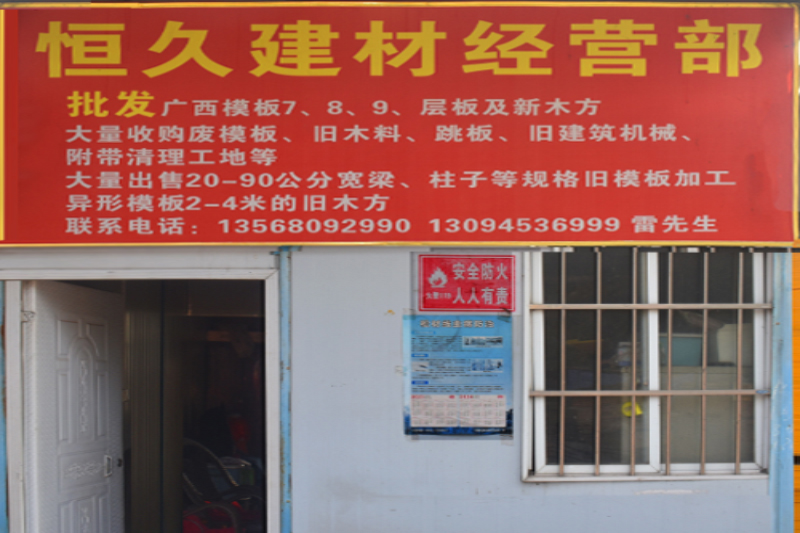 恒久建材经营部
批发广西模板7、8、9、层板及新木方
大量收购废模板、旧木料、跳板、旧建筑机械、
附带清理工地等
大量出售20-90公分宽梁、柱子等规格旧模板加工
异形模板2-4米的旧木方
联系电话：13568092990 13094536999 雷先生
安全防火
人人有责